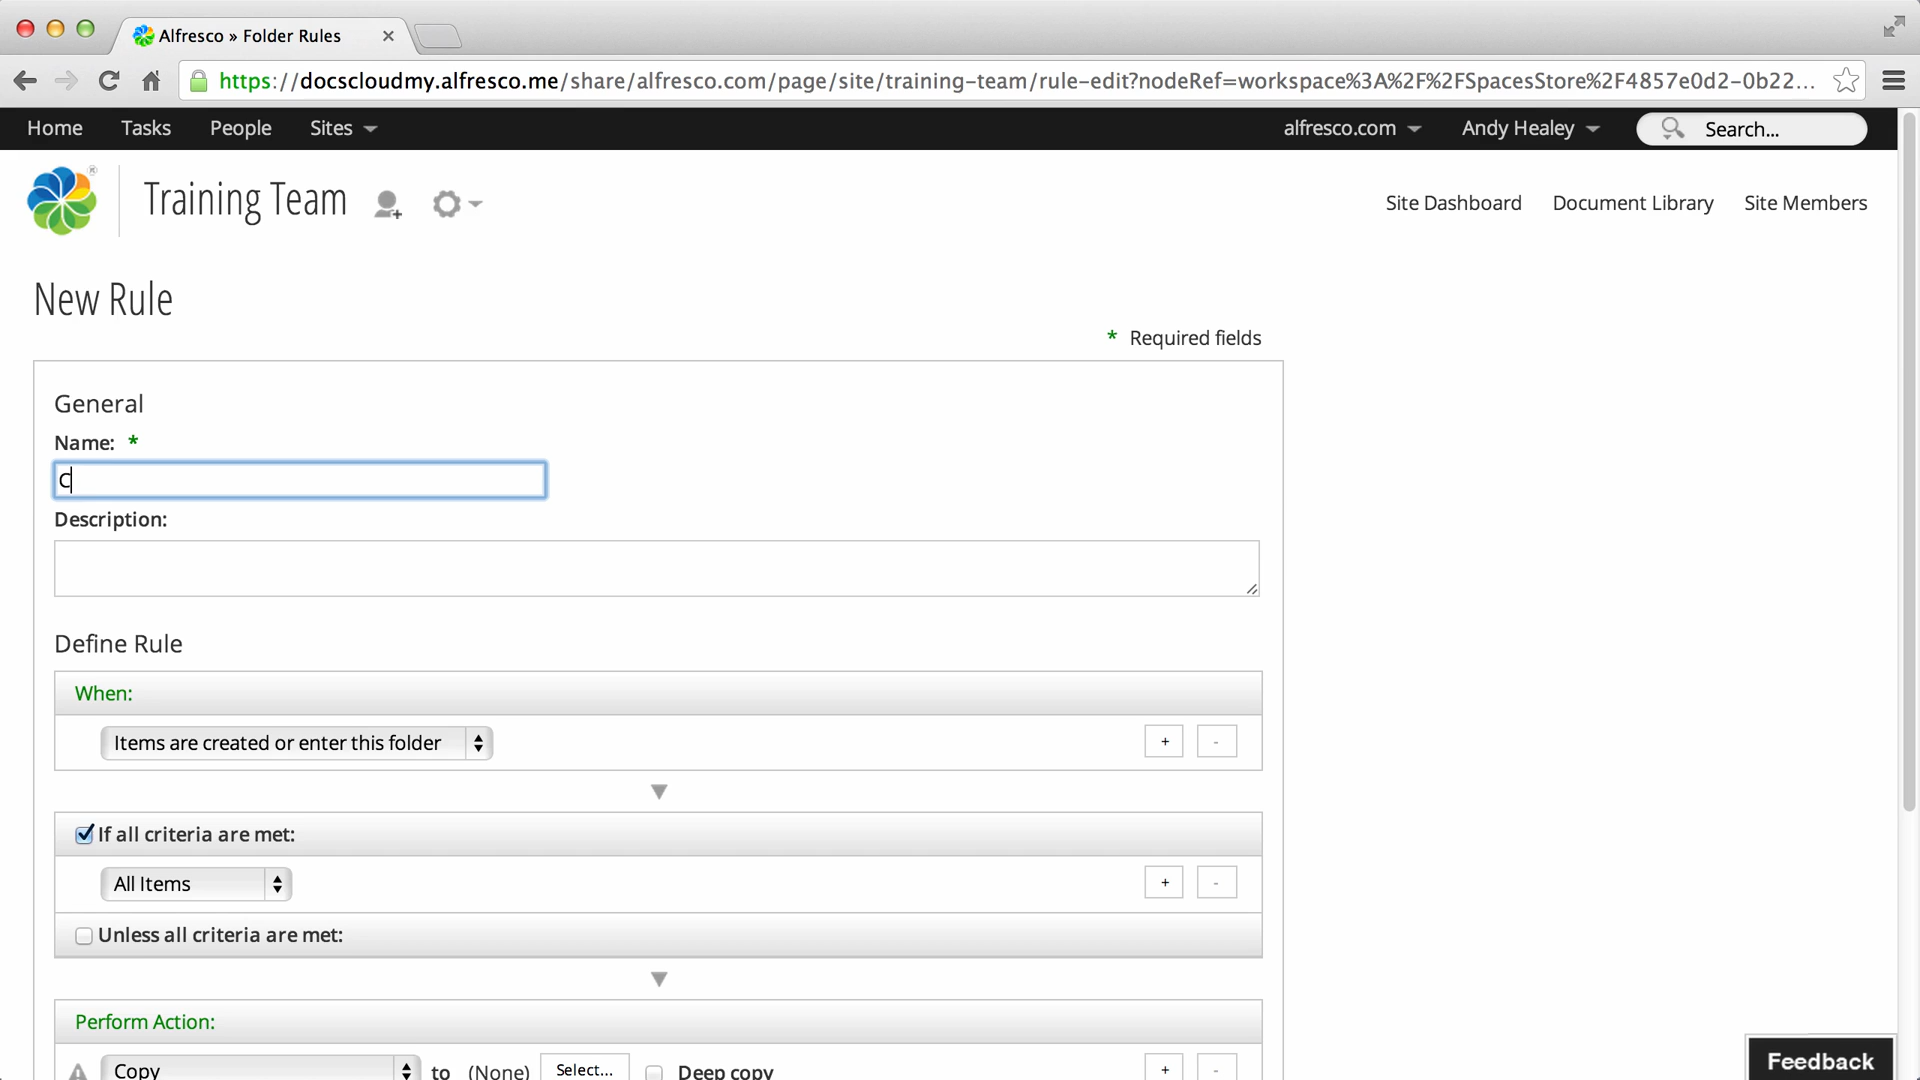 Alfresco » Folder Rules
https://docscloudmy.alfresco.me/share/alfresco.com/page/site/training-team/rule-edit?nodeRef=workspace%3A%2F%2FSpacesStore%2F4857e0d2-0b22...
Home Tasks People Sites alfresco.com Andy Healey Search...
Training Team Site Dashboard Document Library Site Members
New Rule
* Required fields
General
Name: *
C
Description:
Define Rule
When:
Items are created or enter this folder + -
If all criteria are met:
All Items + -
Unless all criteria are met:
Perform Action:
Copy to (None) Select... Deep copy + -
Feedback